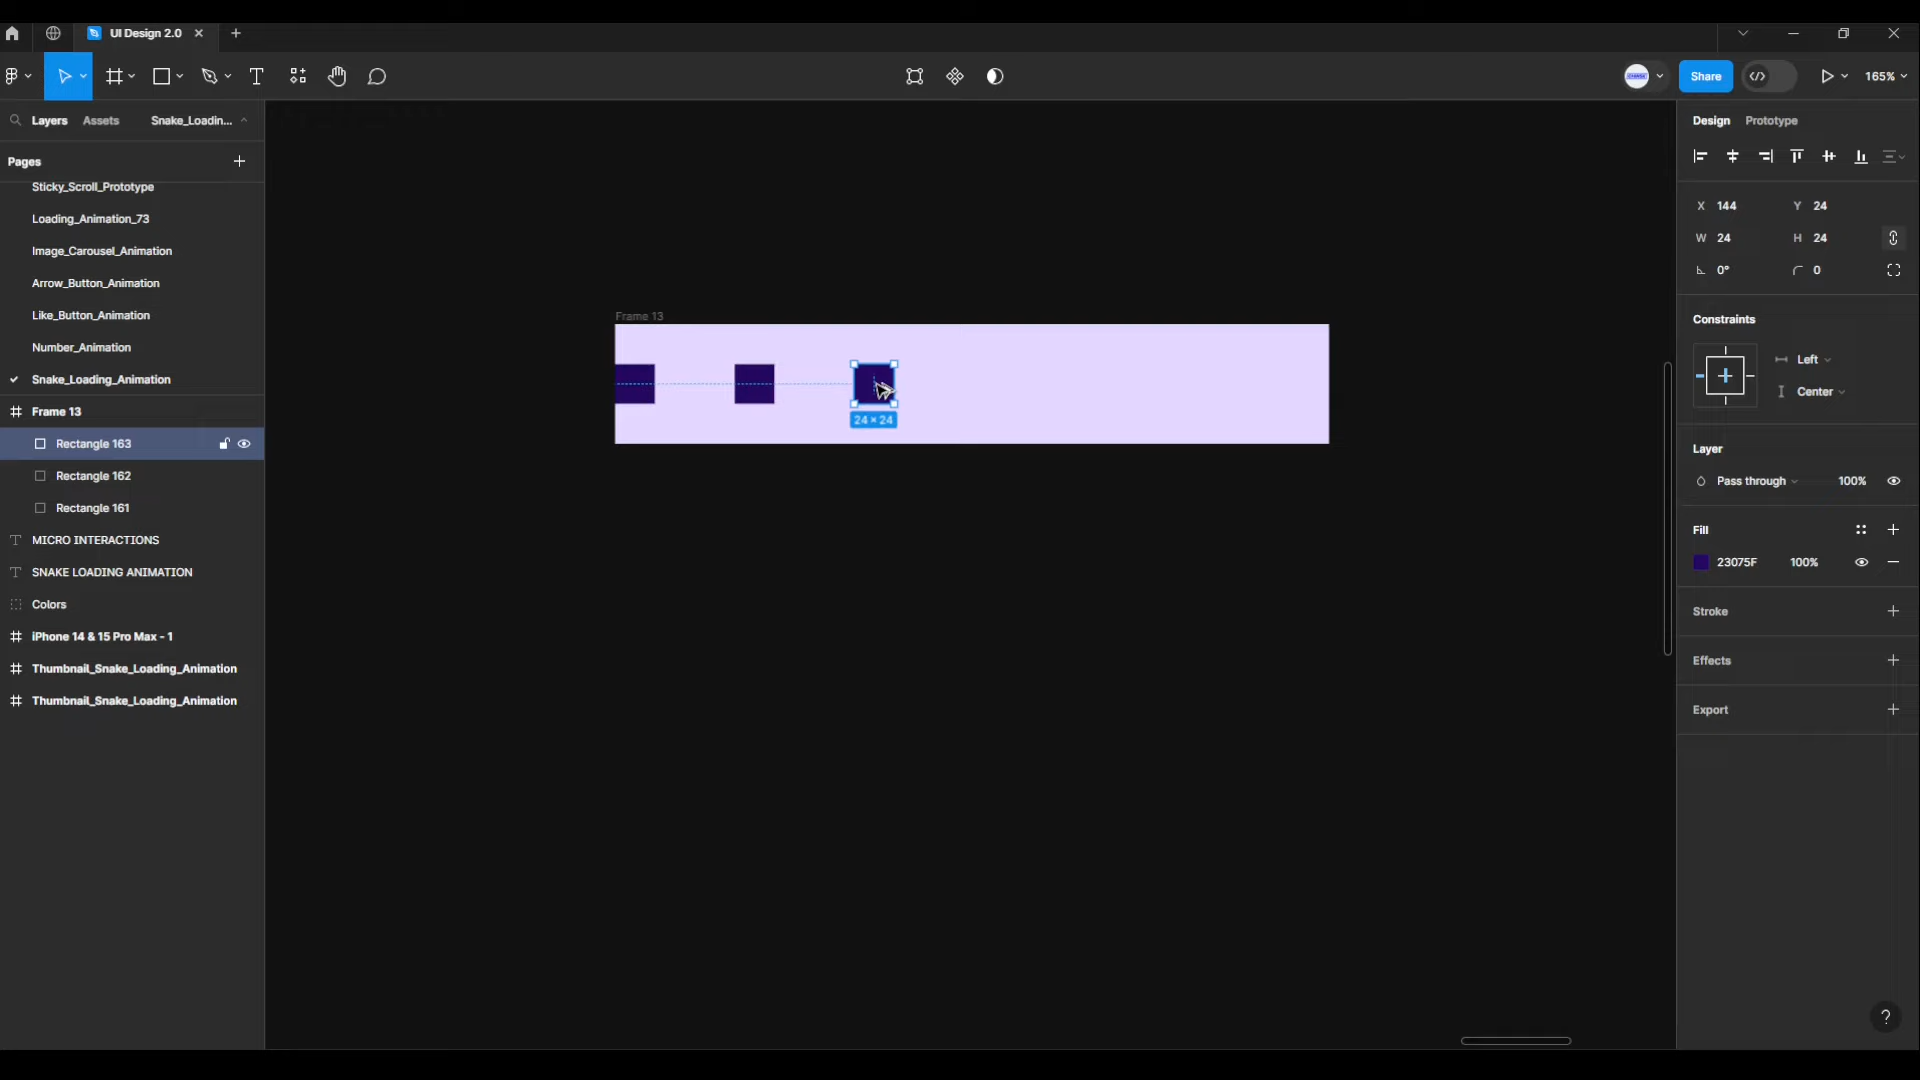 UI Design 2.0
Share
165%
Layers
Assets
Snake_Loadin...
Pages
Sticky_Scroll_Prototype
Loading_Animation_73
Image_Carousel_Animation
Arrow_Button_Animation
Like_Button_Animation
Number_Animation
Snake_Loading_Animation
Frame 13
Rectangle 163
Rectangle 162
Rectangle 161
MICRO INTERACTIONS
SNAKE LOADING ANIMATION
Colors
iPhone 14 & 15 Pro Max - 1
Thumbnail_Snake_Loading_Animation
Thumbnail_Snake_Loading_Animation
Frame 13
24 × 24
Design
Prototype
X 144
Y 24
W 24
H 24
0°
0
Constraints
Left
Center
Layer
Pass through
100%
Fill
23075F
100%
Stroke
Effects
Export
?